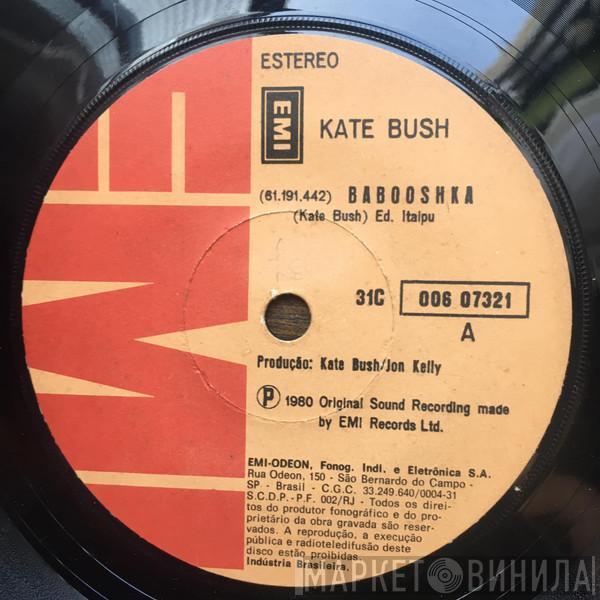 ESTEREO
EMI
EMI
KATE BUSH
(61.191.442) BABOOSHKA
(Kate Bush) Ed. Itaipu
31C 006 07321
A
Produção: Kate Bush/Jon Kelly
Ⓟ 1980 Original Sound Recording made
by EMI Records Ltd.
EMI-ODEON, Fonog. Indl. e Eletrônica S.A.
Rua Odeon, 150 - São Bernardo do Campo -
SP - Brasil - C.G.C. 33.249.640/0004-31
S.C.D.P.-P.F. 002/RJ - Todos os direi-
tos do produtor fonográfico e do pro-
prietário da obra gravada são reser-
vados. A reprodução, a execução
pública e radioteledifusão deste
disco estão proibidas.
Indústria Brasileira.
МАРКЕТ ВИНИЛА